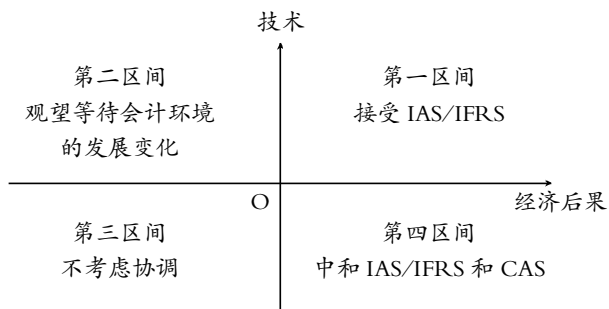 技术
第二区间
观望等待会计环境
的发展变化
第一区间
接受 IAS/IFRS
O
经济后果
第三区间
不考虑协调
第四区间
中和 IAS/IFRS 和 CAS